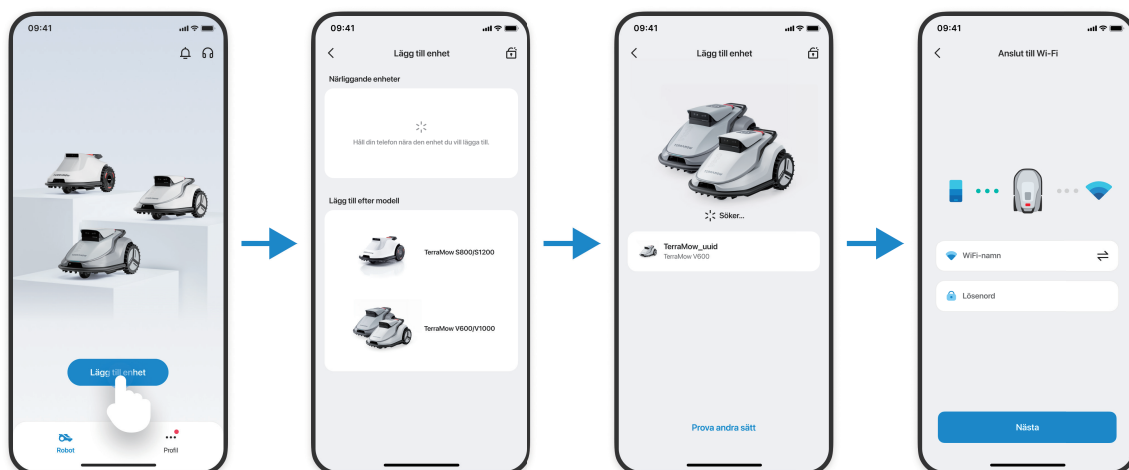 09:41
Lägg till enhet
Robot
Profil
09:41
Lägg till enhet
Närliggande enheter
Håll din telefon nära den enhet du vill lägga till.
Lägg till efter modell
TerraMow S800/S1200
TerraMow V600/V1000
09:41
Lägg till enhet
Söker...
TerraMow_uuid
TerraMow V600
Prova andra sätt
09:41
Anslut till Wi-Fi
WiFi-namn
Lösenord
Nästa